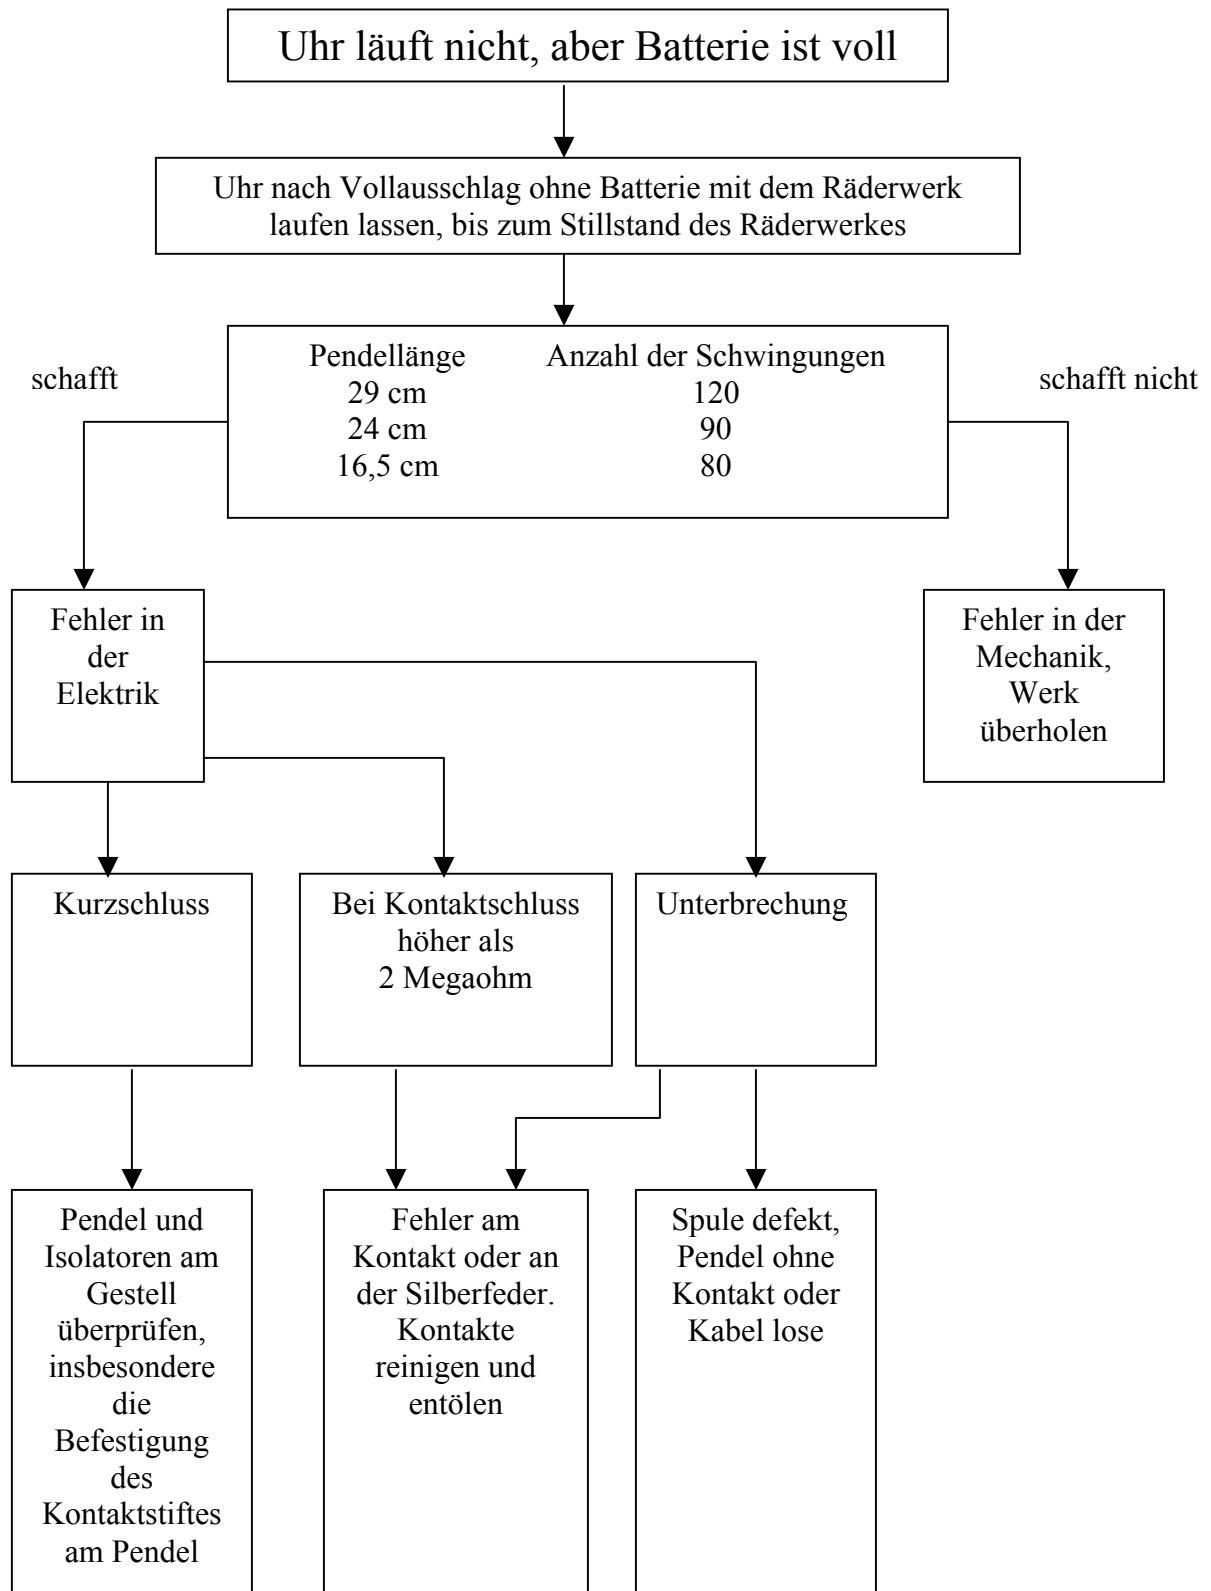 Uhr läuft nicht, aber Batterie ist voll
Uhr nach Vollausschlag ohne Batterie mit dem Räderwerk
laufen lassen, bis zum Stillstand des Räderwerkes
Pendellänge Anzahl der Schwingungen
29 cm 120
24 cm 90
16,5 cm 80
schafft
schafft nicht
Fehler in
der
Elektrik
Fehler in der
Mechanik,
Werk
überholen
Kurzschluss
Bei Kontaktschluss
höher als
2 Megaohm
Unterbrechung
Pendel und
Isolatoren am
Gestell
überprüfen,
insbesondere
die
Befestigung
des
Kontaktstiftes
am Pendel
Fehler am
Kontakt oder an
der Silberfeder.
Kontakte
reinigen und
entölen
Spule defekt,
Pendel ohne
Kontakt oder
Kabel lose